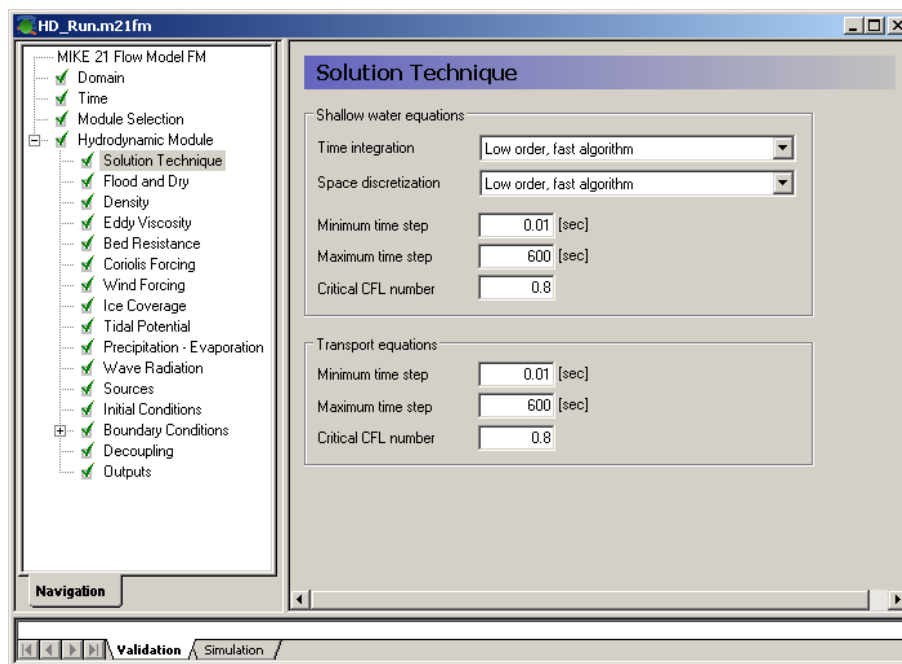 HD_Run.m21fm
MIKE 21 Flow Model FM
Domain
Time
Module Selection
Hydrodynamic Module
Solution Technique
Flood and Dry
Density
Eddy Viscosity
Bed Resistance
Coriolis Forcing
Wind Forcing
Ice Coverage
Tidal Potential
Precipitation - Evaporation
Wave Radiation
Sources
Initial Conditions
Boundary Conditions
Decoupling
Outputs
Navigation
Solution Technique
Shallow water equations
Time integration Low order, fast algorithm
Space discretization Low order, fast algorithm
Minimum time step 0.01 [sec]
Maximum time step 600 [sec]
Critical CFL number 0.8
Transport equations
Minimum time step 0.01 [sec]
Maximum time step 600 [sec]
Critical CFL number 0.8
Validation Simulation